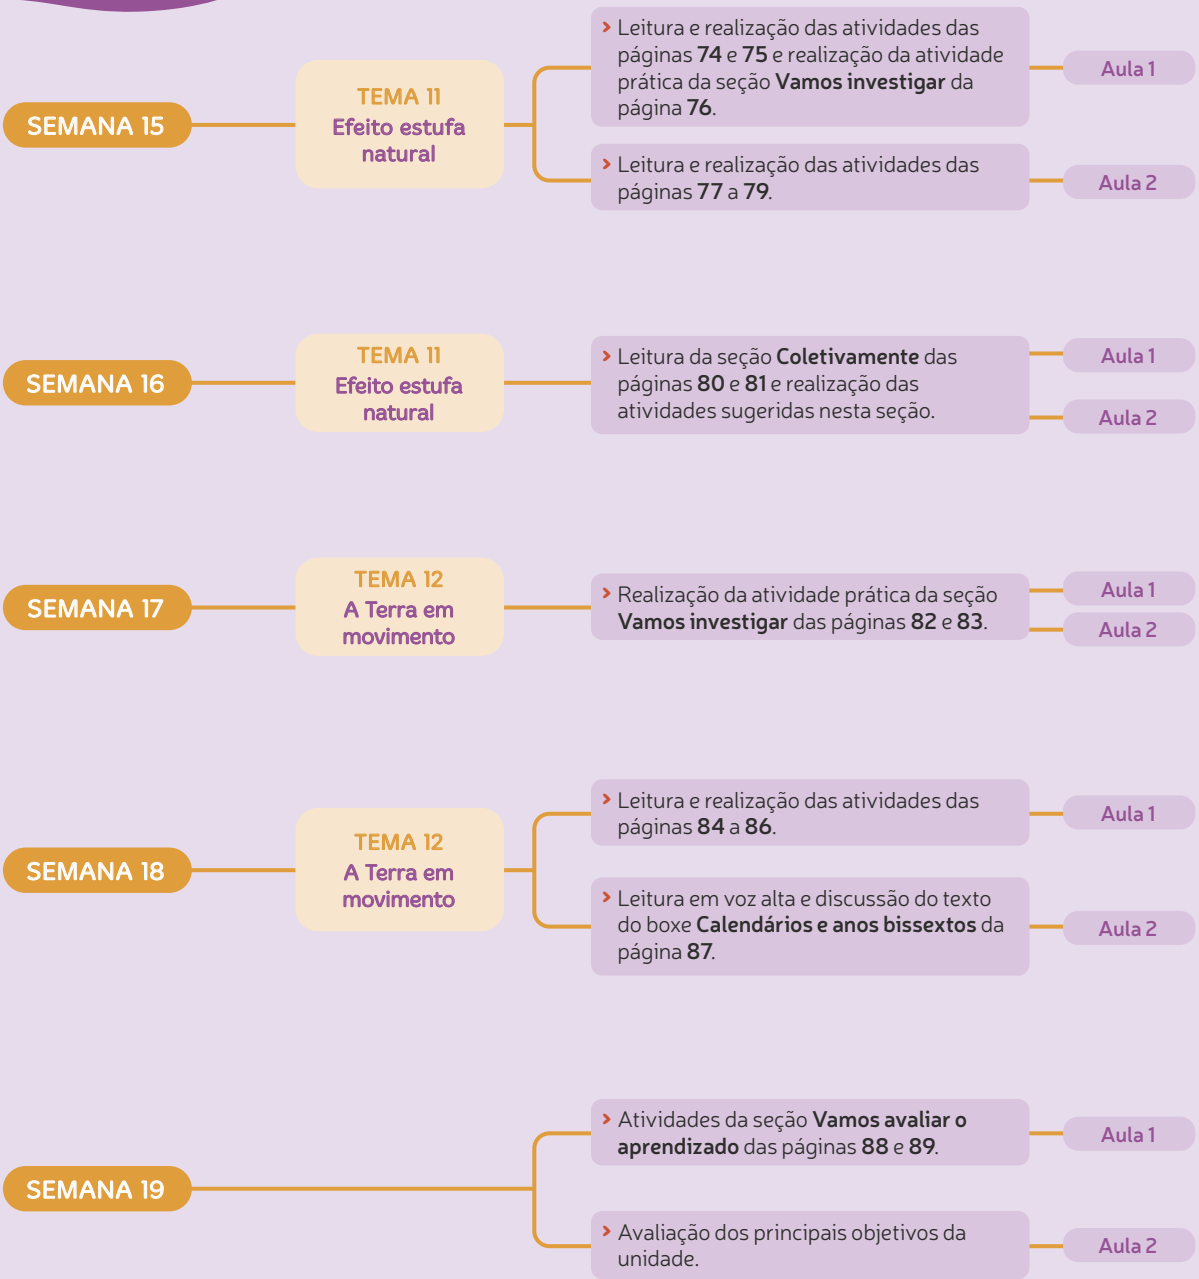 SEMANA 15
TEMA 11
Efeito estufa
natural
> Leitura e realização das atividades das
páginas 74 e 75 e realização da atividade
prática da seção Vamos investigar da
página 76.
Aula 1
> Leitura e realização das atividades das
páginas 77 a 79.
Aula 2
SEMANA 16
TEMA 11
Efeito estufa
natural
> Leitura da seção Coletivamente das
páginas 80 e 81 e realização das
atividades sugeridas nesta seção.
Aula 1
Aula 2
SEMANA 17
TEMA 12
A Terra em
movimento
> Realização da atividade prática da seção
Vamos investigar das páginas 82 e 83.
Aula 1
Aula 2
SEMANA 18
TEMA 12
A Terra em
movimento
> Leitura e realização das atividades das
páginas 84 a 86.
Aula 1
> Leitura em voz alta e discussão do texto
do boxe Calendários e anos bissextos da
página 87.
Aula 2
SEMANA 19
> Atividades da seção Vamos avaliar o
aprendizado das páginas 88 e 89.
Aula 1
> Avaliação dos principais objetivos da
unidade.
Aula 2